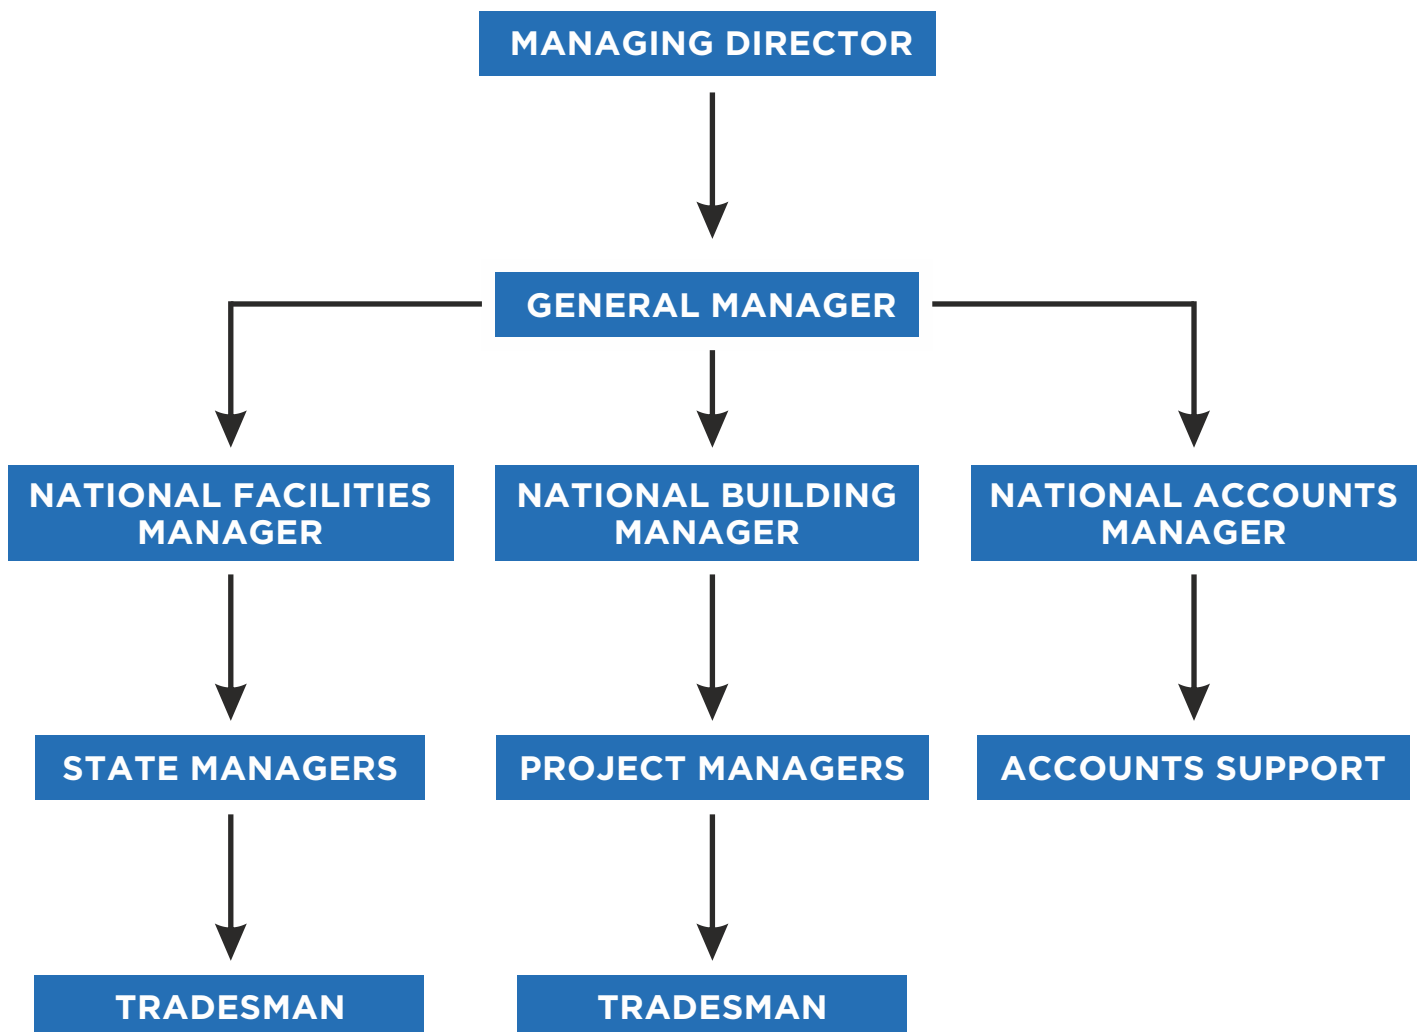 MANAGING DIRECTOR
GENERAL MANAGER
NATIONAL FACILITIES
MANAGER
NATIONAL BUILDING
MANAGER
NATIONAL ACCOUNTS
MANAGER
STATE MANAGERS
PROJECT MANAGERS
ACCOUNTS SUPPORT
TRADESMAN
TRADESMAN